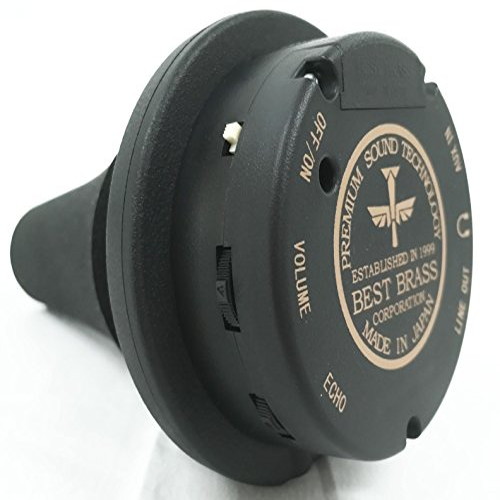 OFF/ON
VOLUME
ECHO
AUX IN
LINE OUT
PREMIUM SOUND TECHNOLOGY
ESTABLISHED IN 1999
BEST BRASS
CORPORATION
MADE IN JAPAN